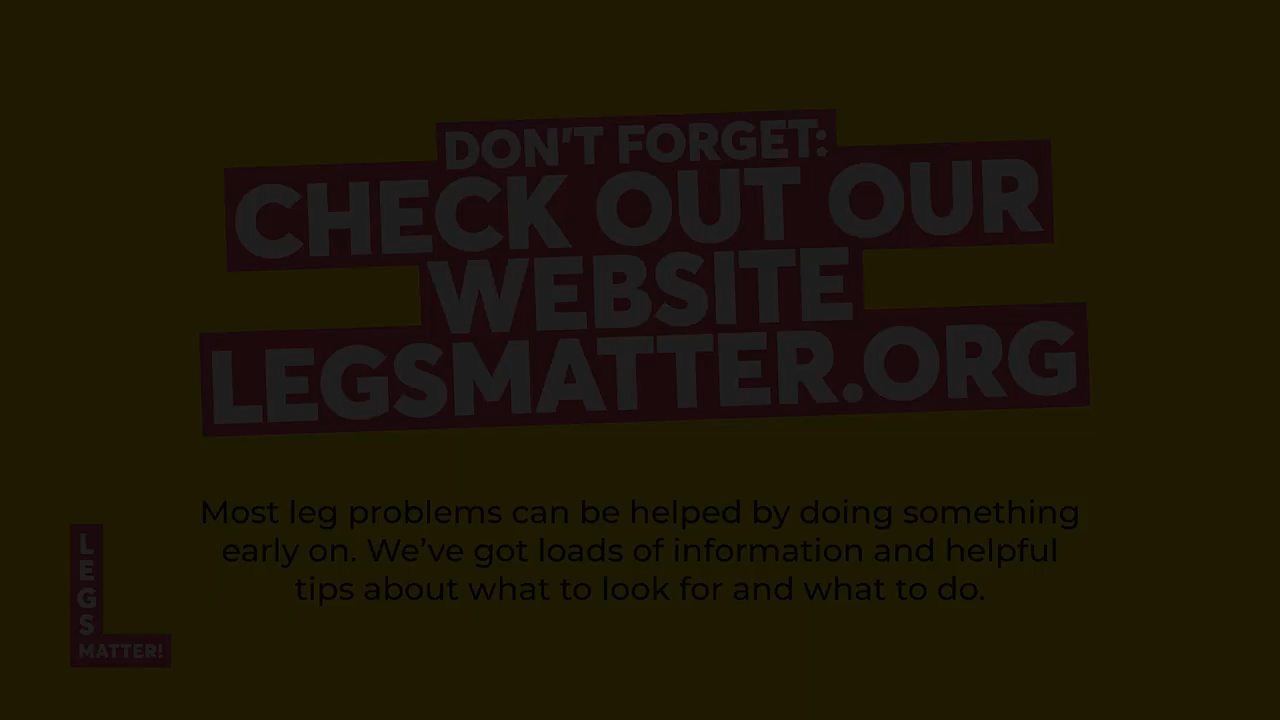 DON'T FORGET:
CHECK OUT OUR
WEBSITE
LEGSMATTER.ORG
Most leg problems can be helped by doing something
early on. We've got loads of information and helpful
tips about what to look for and what to do.
LEGS
MATTER!